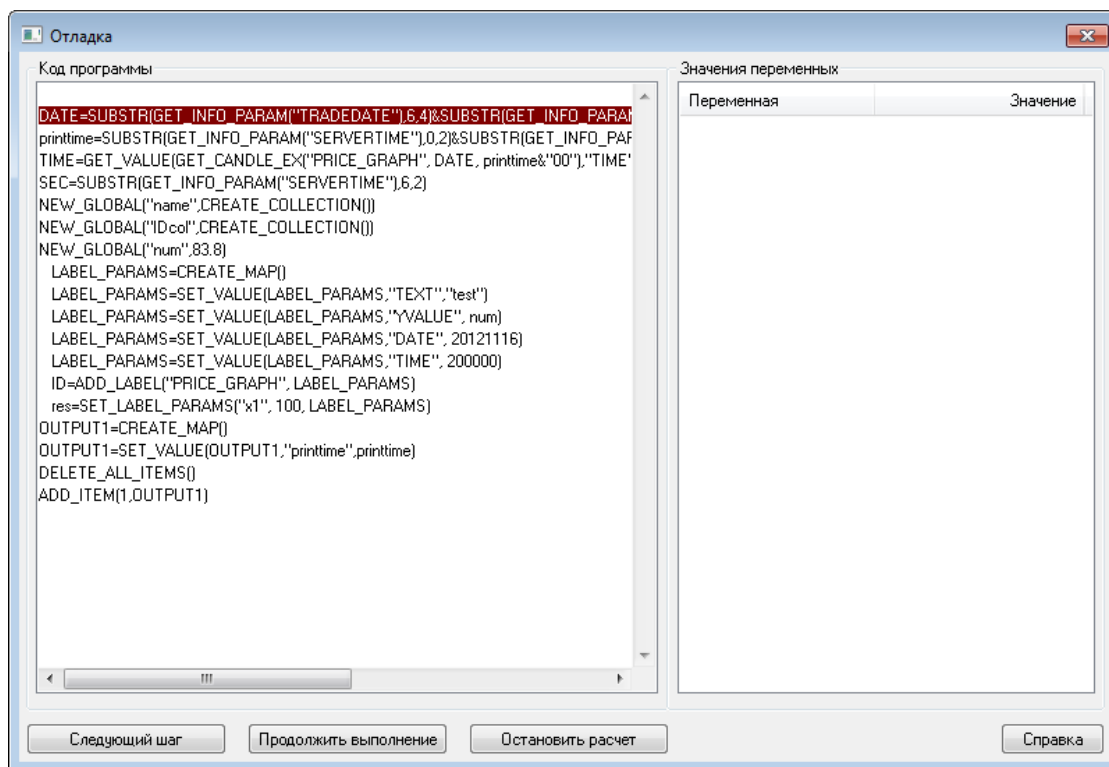 Отладка
Код программы
DATE=SUBSTR(GET_INFO_PARAM("TRADEDATE"),6,4)&SUBSTR(GET_INFO_PARAM
printtime=SUBSTR(GET_INFO_PARAM("SERVERTIME"),0,2)&SUBSTR(GET_INFO_PAR
TIME=GET_VALUE(GET_CANDLE_EX("PRICE_GRAPH", DATE, printtime&"00"),"TIME"
SEC=SUBSTR(GET_INFO_PARAM("SERVERTIME"),6,2)
NEW_GLOBAL("name",CREATE_COLLECTION())
NEW_GLOBAL("IDcol",CREATE_COLLECTION())
NEW_GLOBAL("num",83.8)
LABEL_PARAMS=CREATE_MAP()
LABEL_PARAMS=SET_VALUE(LABEL_PARAMS,"TEXT","test")
LABEL_PARAMS=SET_VALUE(LABEL_PARAMS,"YVALUE", num)
LABEL_PARAMS=SET_VALUE(LABEL_PARAMS,"DATE", 20121116)
LABEL_PARAMS=SET_VALUE(LABEL_PARAMS,"TIME", 200000)
ID=ADD_LABEL("PRICE_GRAPH", LABEL_PARAMS)
res=SET_LABEL_PARAMS("x1", 100, LABEL_PARAMS)
OUTPUT1=CREATE_MAP()
OUTPUT1=SET_VALUE(OUTPUT1,"printtime",printtime)
DELETE_ALL_ITEMS()
ADD_ITEM(1,OUTPUT1)
Значения переменных
Переменная Значение
Следующий шаг Продолжить выполнение Остановить расчет Справка